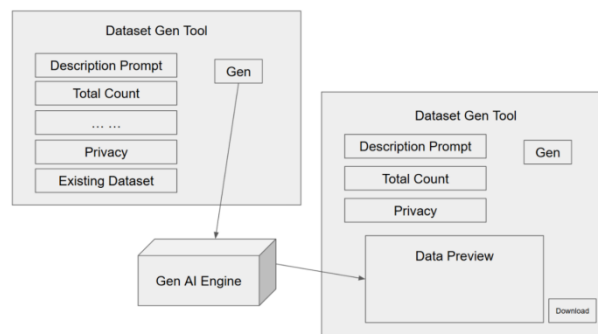 Dataset Gen Tool
Description Prompt
Gen
Total Count
... ...
Privacy
Existing Dataset
Gen AI Engine
Dataset Gen Tool
Description Prompt
Gen
Total Count
Privacy
Data Preview
Download